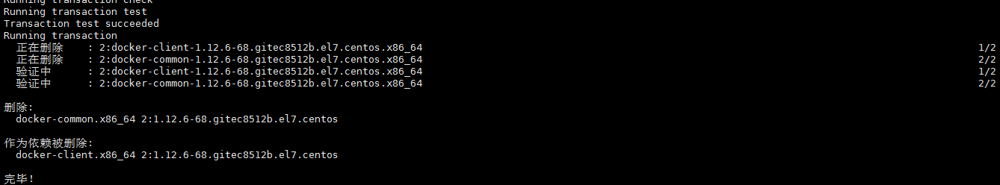 Running transaction check
Running transaction test
Transaction test succeeded
Running transaction
正在删除    : 2:docker-client-1.12.6-68.gitec8512b.el7.centos.x86_64 1/2
正在删除    : 2:docker-common-1.12.6-68.gitec8512b.el7.centos.x86_64 2/2
验证中      : 2:docker-client-1.12.6-68.gitec8512b.el7.centos.x86_64 1/2
验证中      : 2:docker-common-1.12.6-68.gitec8512b.el7.centos.x86_64 2/2
删除:
docker-common.x86_64 2:1.12.6-68.gitec8512b.el7.centos
作为依赖被删除:
docker-client.x86_64 2:1.12.6-68.gitec8512b.el7.centos
完毕!